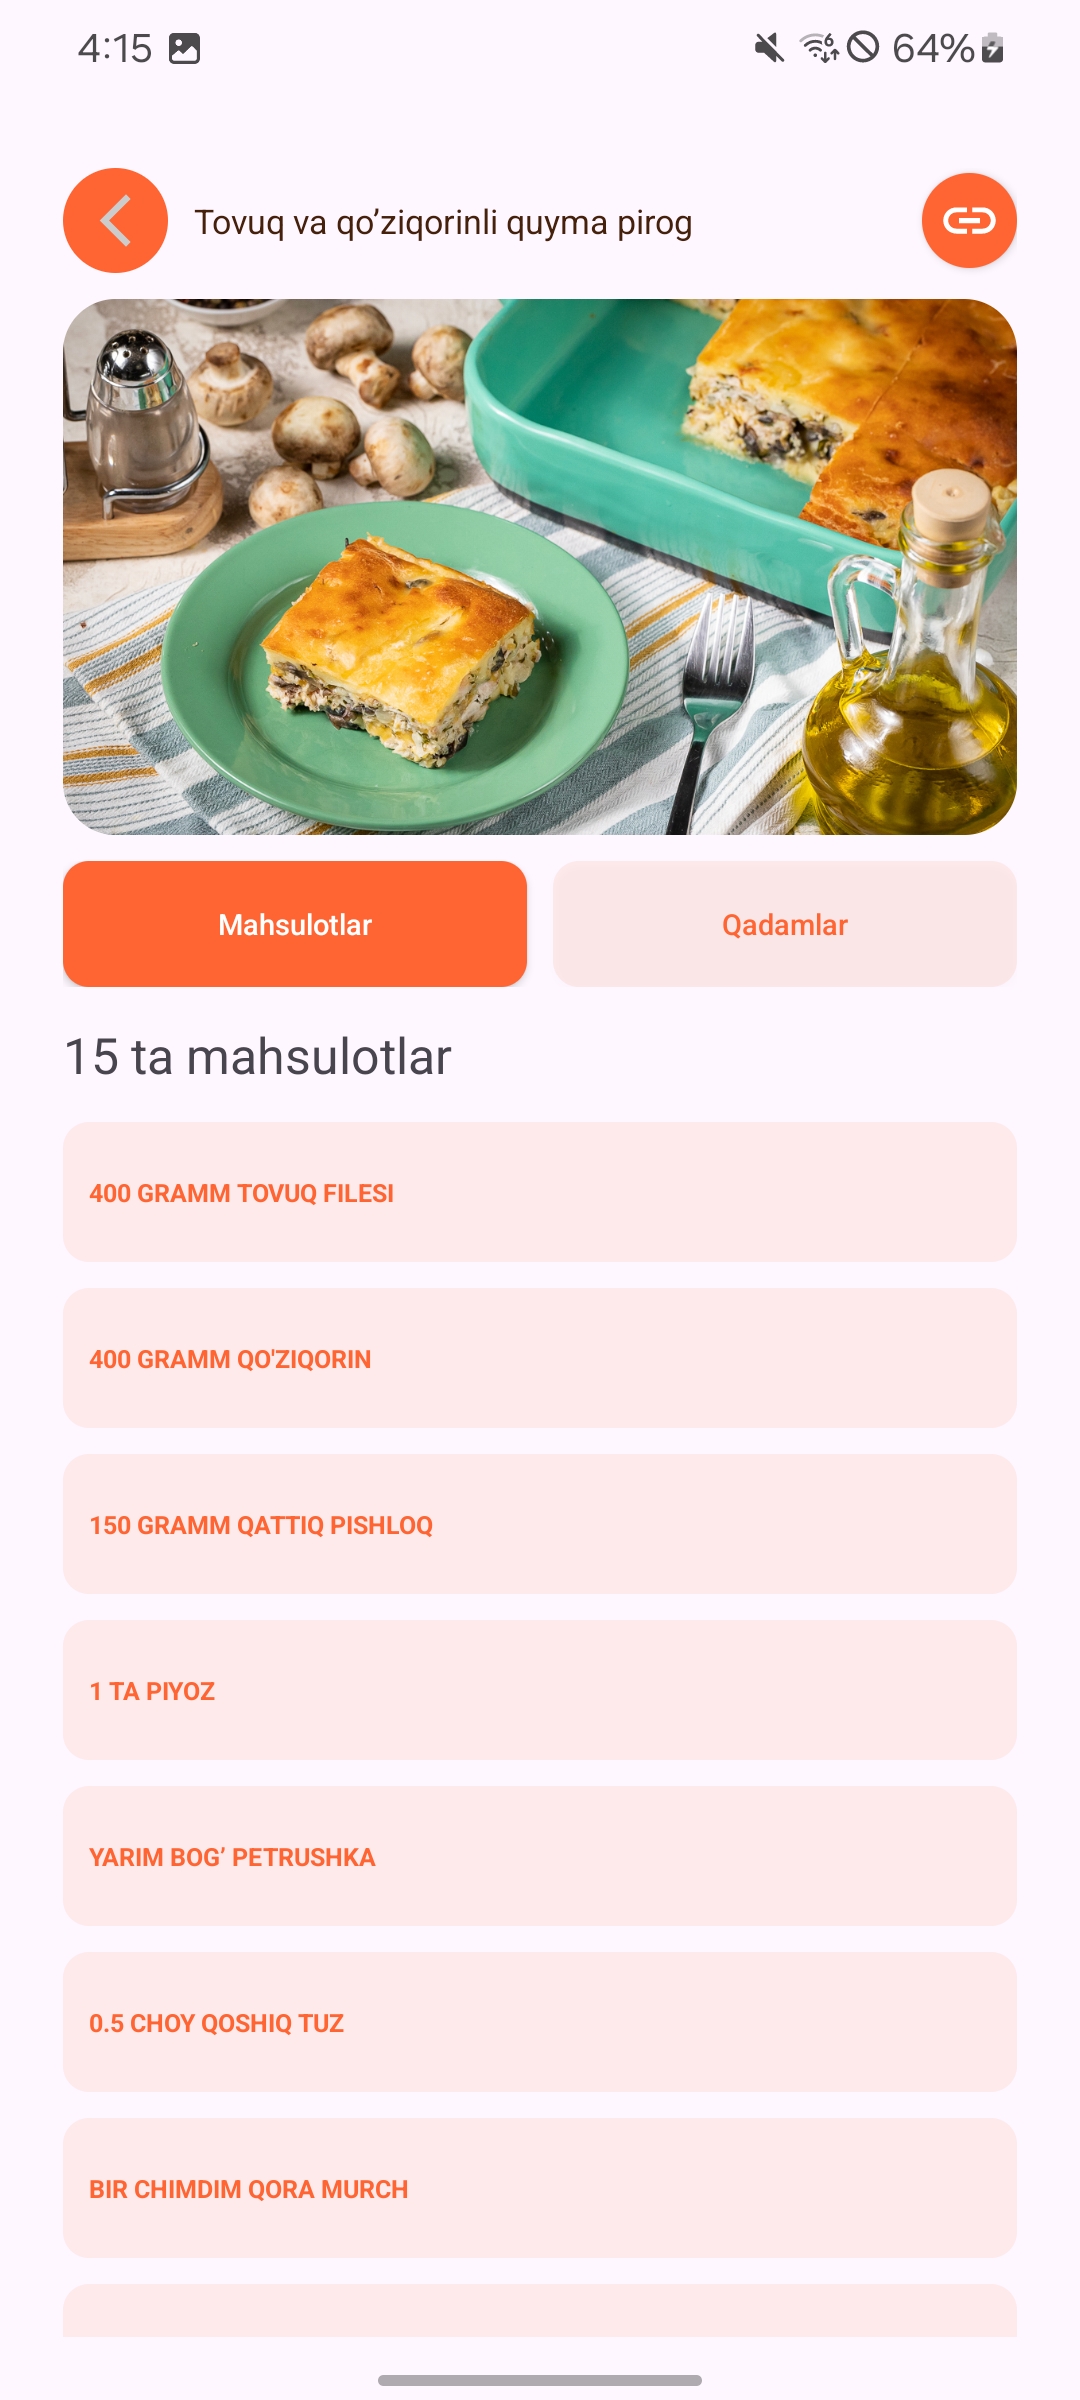 4:15
64%
Tovuq va qo’ziqorinli quyma pirog
Mahsulotlar
Qadamlar
15 ta mahsulotlar
400 GRAMM TOVUQ FILESI
400 GRAMM QO'ZIQORIN
150 GRAMM QATTIQ PISHLOQ
1 TA PIYOZ
YARIM BOG’ PETRUSHKA
0.5 CHOY QOSHIQ TUZ
BIR CHIMDIM QORA MURCH